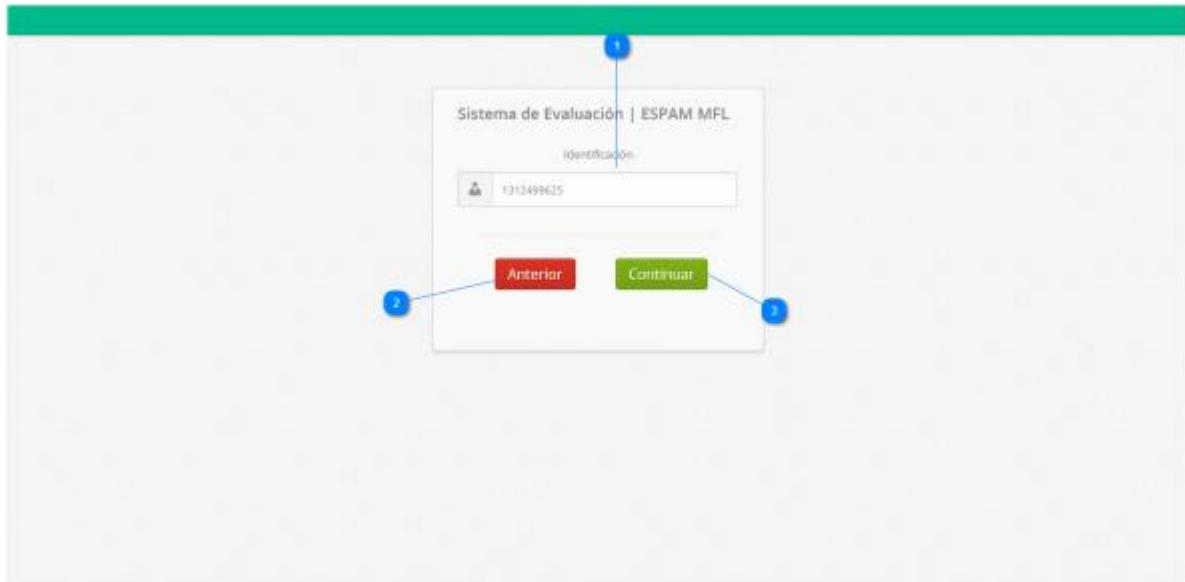 1
Sistema de Evaluación | ESPAM MFL
Identificación
1312499625
Anterior
Continuar
2
3